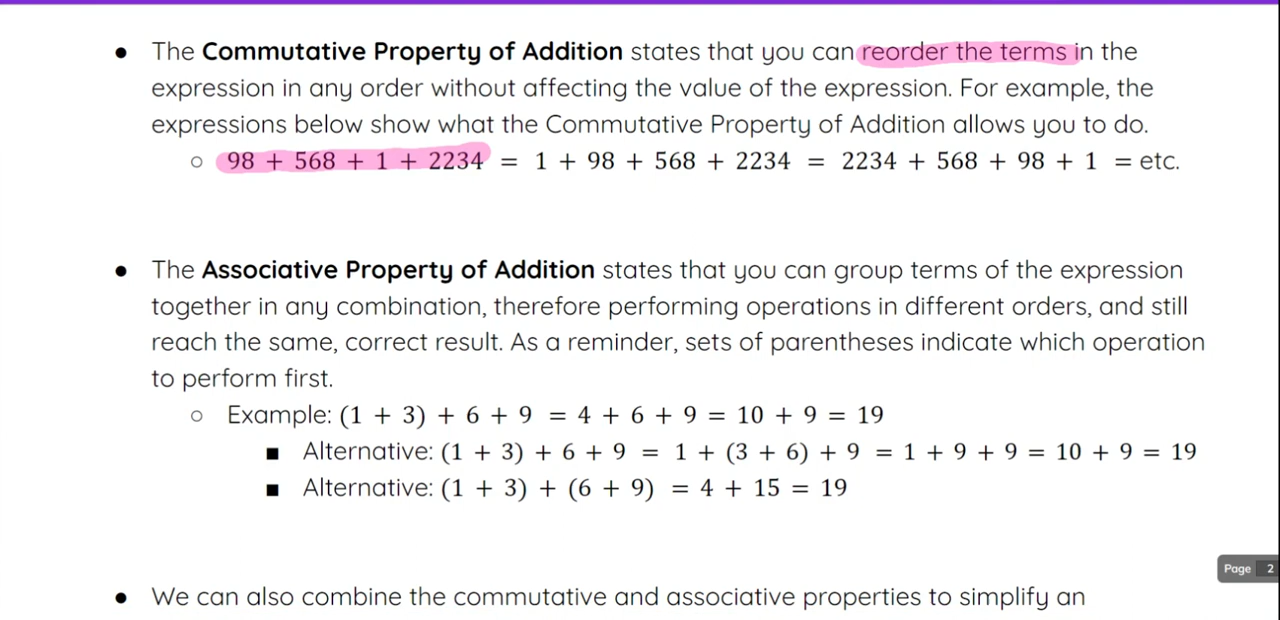 ● The Commutative Property of Addition states that you can reorder the terms in the
expression in any order without affecting the value of the expression. For example, the
expressions below show what the Commutative Property of Addition allows you to do.
○ 98 + 568 + 1 + 2234 = 1 + 98 + 568 + 2234 = 2234 + 568 + 98 + 1 = etc.
● The Associative Property of Addition states that you can group terms of the expression
together in any combination, therefore performing operations in different orders, and still
reach the same, correct result. As a reminder, sets of parentheses indicate which operation
to perform first.
○ Example: (1 + 3) + 6 + 9 = 4 + 6 + 9 = 10 + 9 = 19
■ Alternative: (1 + 3) + 6 + 9 = 1 + (3 + 6) + 9 = 1 + 9 + 9 = 10 + 9 = 19
■ Alternative: (1 + 3) + (6 + 9) = 4 + 15 = 19
Page 2
● We can also combine the commutative and associative properties to simplify an